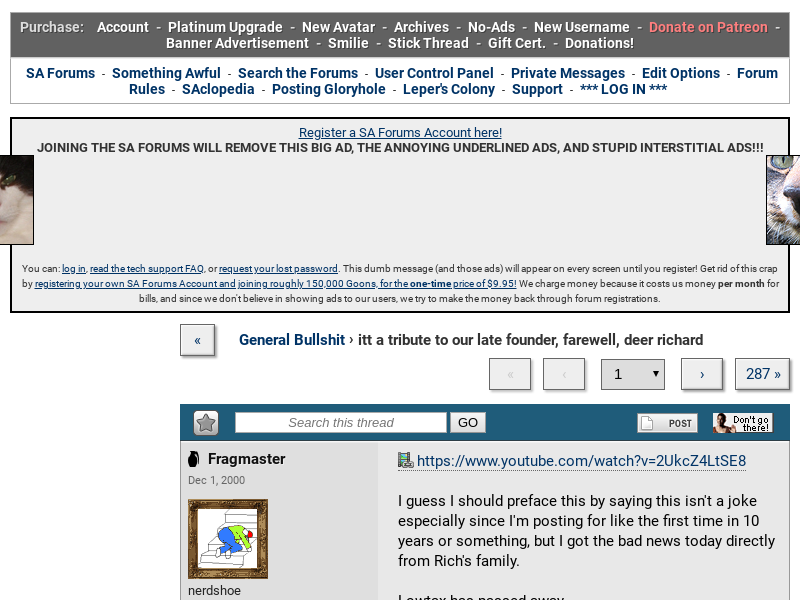 Purchase: Account - Platinum Upgrade - New Avatar - Archives - No-Ads - New Username - Donate on Patreon -
Banner Advertisement - Smilie - Stick Thread - Gift Cert. - Donations!
SA Forums - Something Awful - Search the Forums - User Control Panel - Private Messages - Edit Options - Forum
Rules - SAclopedia - Posting Gloryhole - Leper's Colony - Support - *** LOG IN ***
Register a SA Forums Account here!
JOINING THE SA FORUMS WILL REMOVE THIS BIG AD, THE ANNOYING UNDERLINED ADS, AND STUPID INTERSTITIAL ADS!!!
You can: log in, read the tech support FAQ, or request your lost password. This dumb message (and those ads) will appear on every screen until you register! Get rid of this crap
by registering your own SA Forums Account and joining roughly 150,000 Goons, for the one-time price of $9.95! We charge money because it costs us money per month for
bills, and since we don't believe in showing ads to our users, we try to make the money back through forum registrations.
« General Bullshit › itt a tribute to our late founder, farewell, deer richard
« ‹ 1 ▼ › 287 »
Search this thread GO POST Don't go there!
Fragmaster
Dec 1, 2000
nerdshoe
https://www.youtube.com/watch?v=2UkcZ4LtSE8
I guess I should preface this by saying this isn't a joke
especially since I'm posting for like the first time in 10
years or something, but I got the bad news today directly
from Rich's family.
Lowtax has passed away.